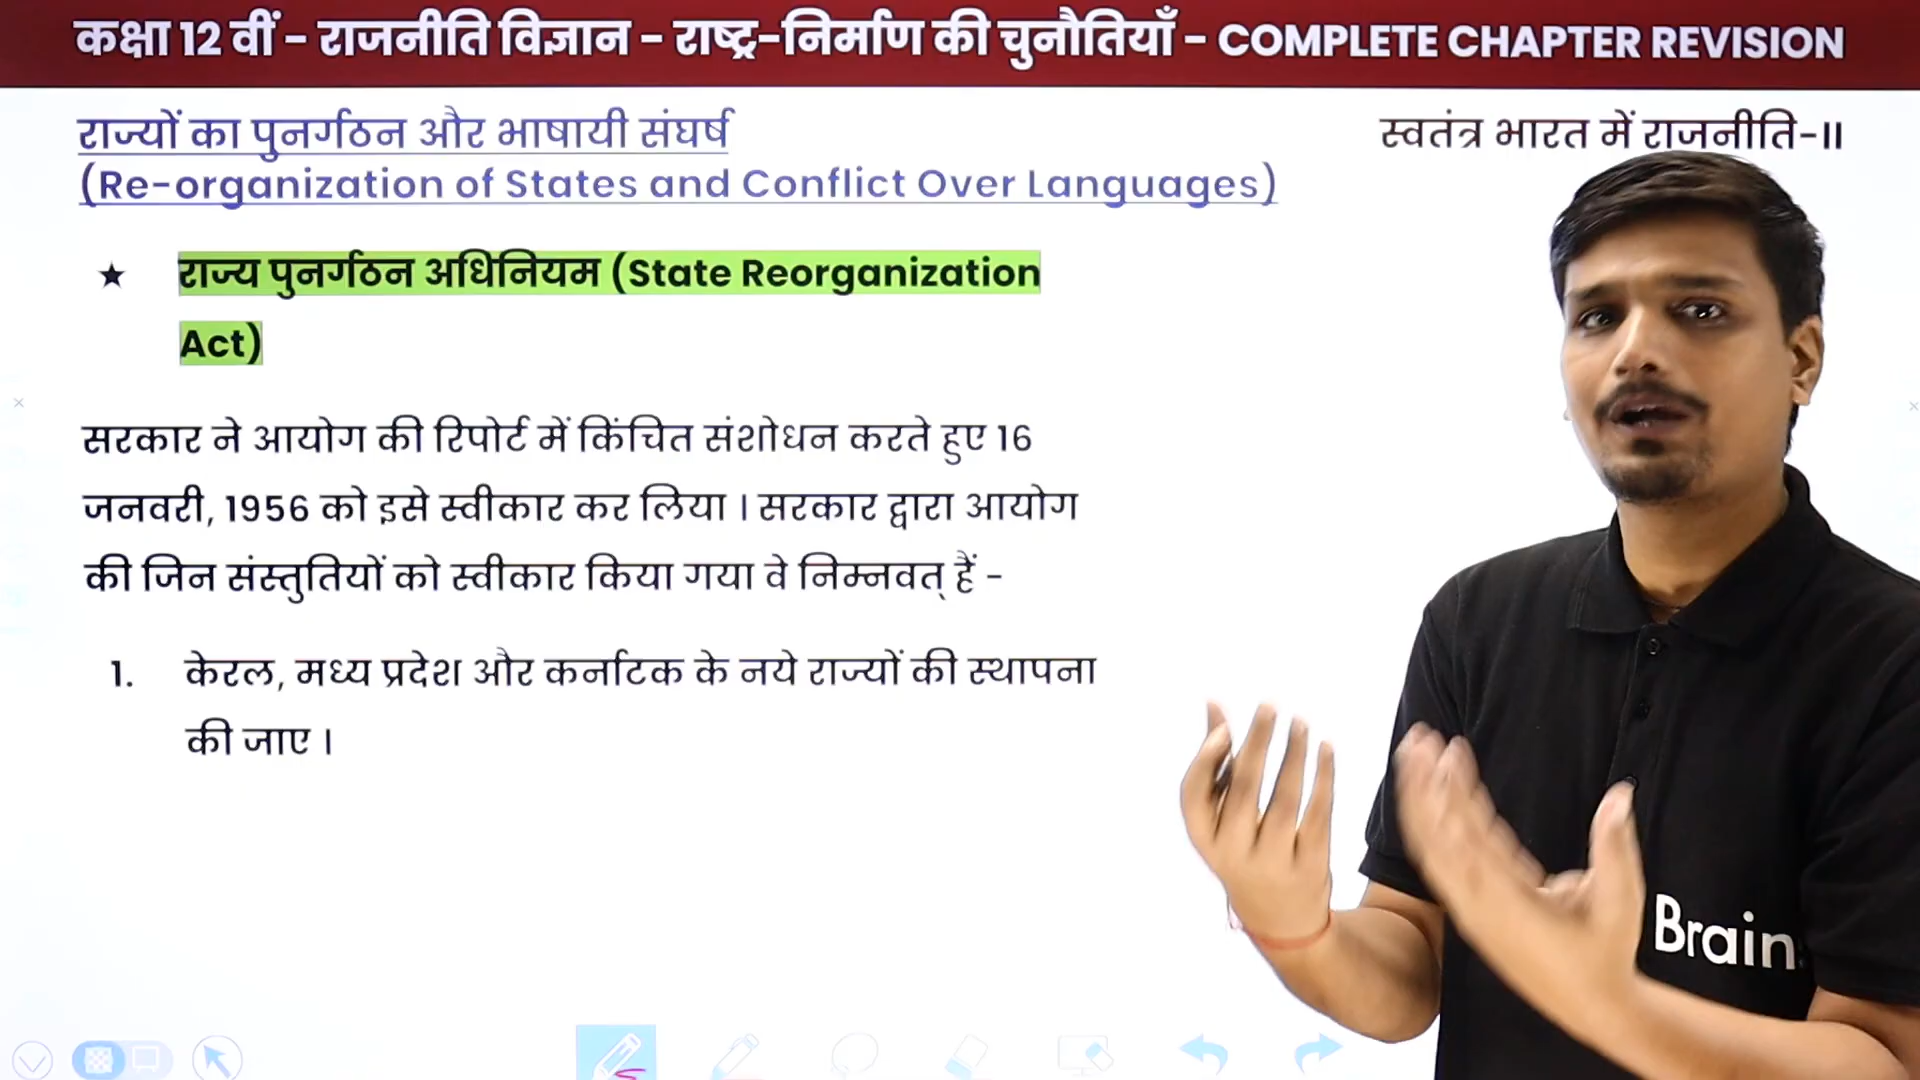 कक्षा 12 वीं - राजनीति विज्ञान - राष्ट्र-निर्माण की चुनौतियाँ - COMPLETE CHAPTER REVISION
राज्यों का पुनर्गठन और भाषायी संघर्ष
स्वतंत्र भारत में राजनीति-II
(Re-organization of States and Conflict Over Languages)
★ राज्य पुनर्गठन अधिनियम (State Reorganization
Act)
सरकार ने आयोग की रिपोर्ट में किंचित संशोधन करते हुए 16
जनवरी, 1956 को इसे स्वीकार कर लिया । सरकार द्वारा आयोग
की जिन संस्तुतियों को स्वीकार किया गया वे निम्नवत् हैं -
1. केरल, मध्य प्रदेश और कर्नाटक के नये राज्यों की स्थापना
की जाए ।
Brain